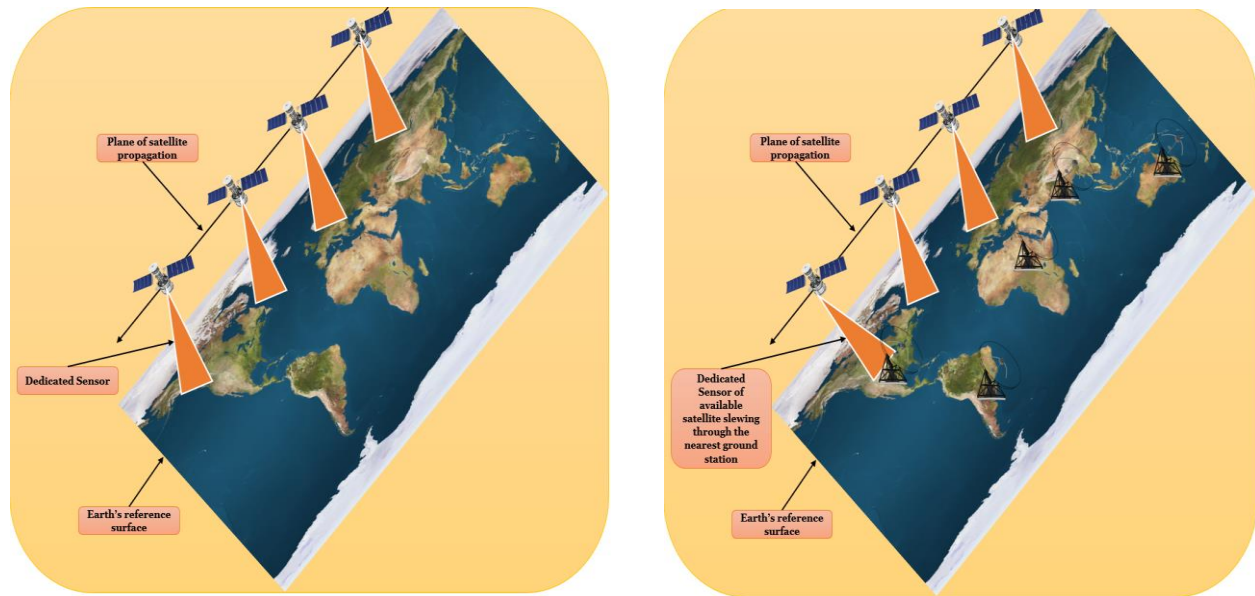 Plane of satellite
propagation
Dedicated Sensor
Earth's reference
surface
Plane of satellite
propagation
Dedicated
Sensor of
available
satellite slewing
through the
nearest ground
station
Earth's reference
surface